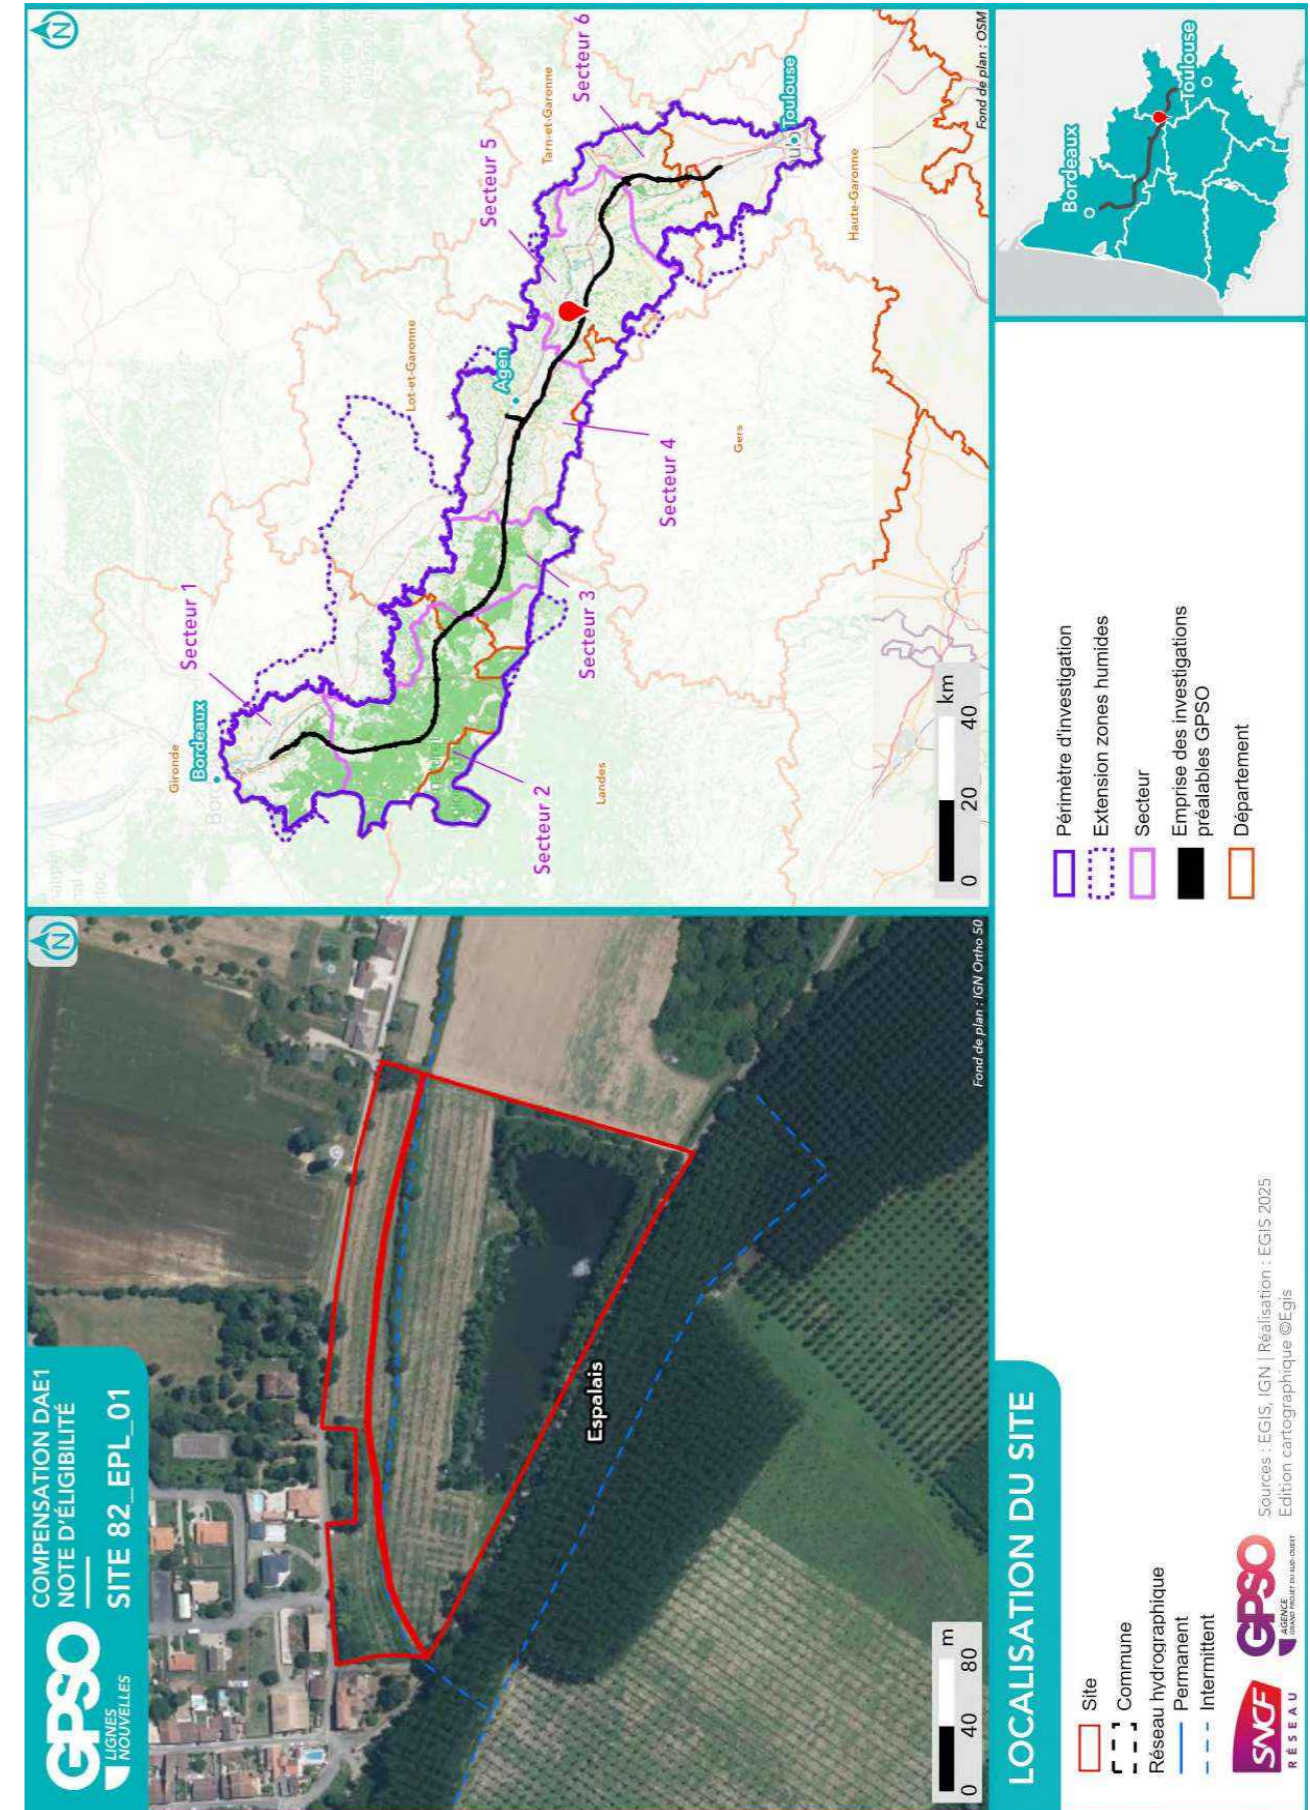 GPSO
LIGNES
NOUVELLES
COMPENSATION DAE1
NOTE D'ÉLIGIBILITÉ
SITE 82_EPL_01
N
Espalais
0 40 80 m
Fond de plan : IGN Ortho 50
N
Gironde
Bordeaux
Secteur 1
Lot-et-Garonne
Agen
Secteur 5
Tarn-et-Garonne
Secteur 6
Toulouse
Secteur 2
Landes
Secteur 3
Secteur 4
Gers
Haute-Garonne
0 20 40 km
Fond de plan : OSM
LOCALISATION DU SITE
Site
Commune
Réseau hydrographique
Permanent
Intermittent
SNCF
RÉSEAU
GPSO
AGENCE
GRAND PROJET DU SUD-OUEST
Sources : EGIS, IGN | Réalisation : EGIS 2025
Edition cartographique ©Egis
Périmètre d'investigation
Extension zones humides
Secteur
Emprise des investigations
préalables GPSO
Département
Bordeaux
Toulouse